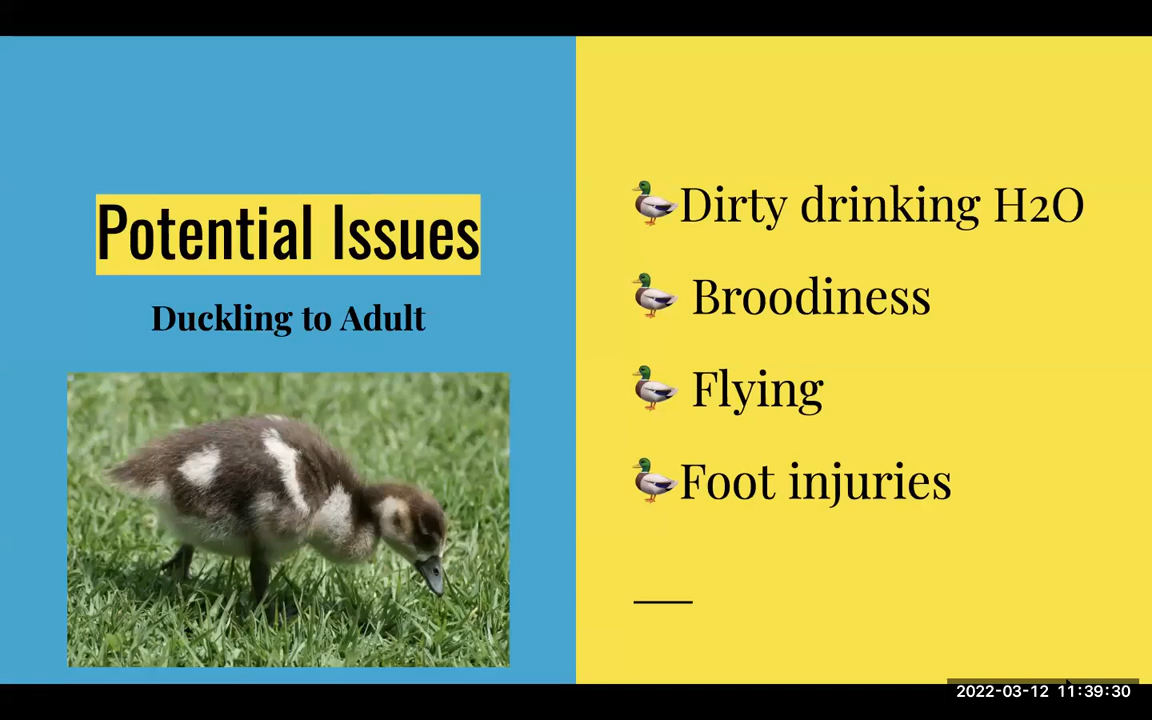 Potential Issues
Duckling to Adult
Dirty drinking H2O
Broodiness
Flying
Foot injuries
2022-03-12 11:39:30